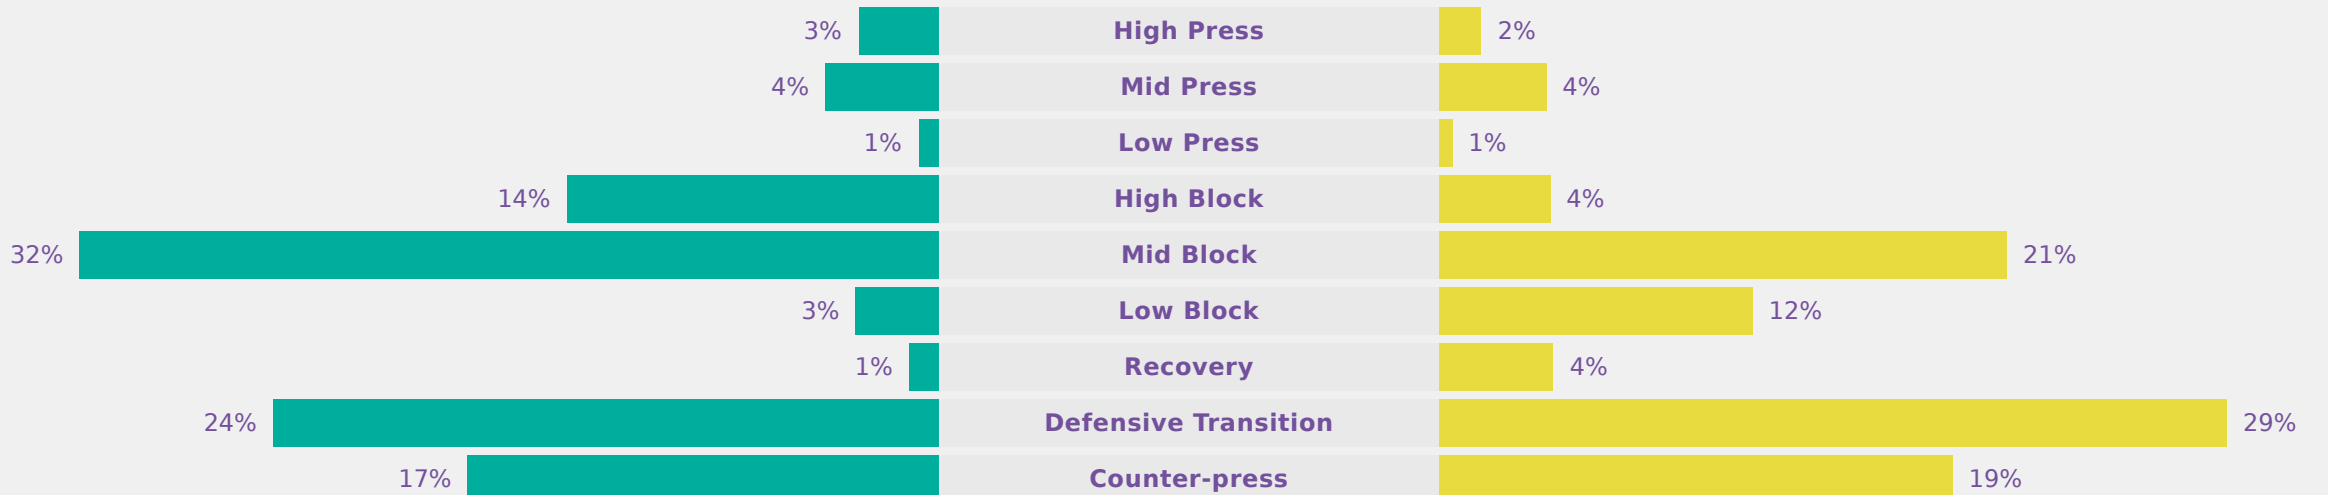 3% High Press 2%
4% Mid Press 4%
1% Low Press 1%
14% High Block 4%
32% Mid Block 21%
3% Low Block 12%
1% Recovery 4%
24% Defensive Transition 29%
17% Counter-press 19%